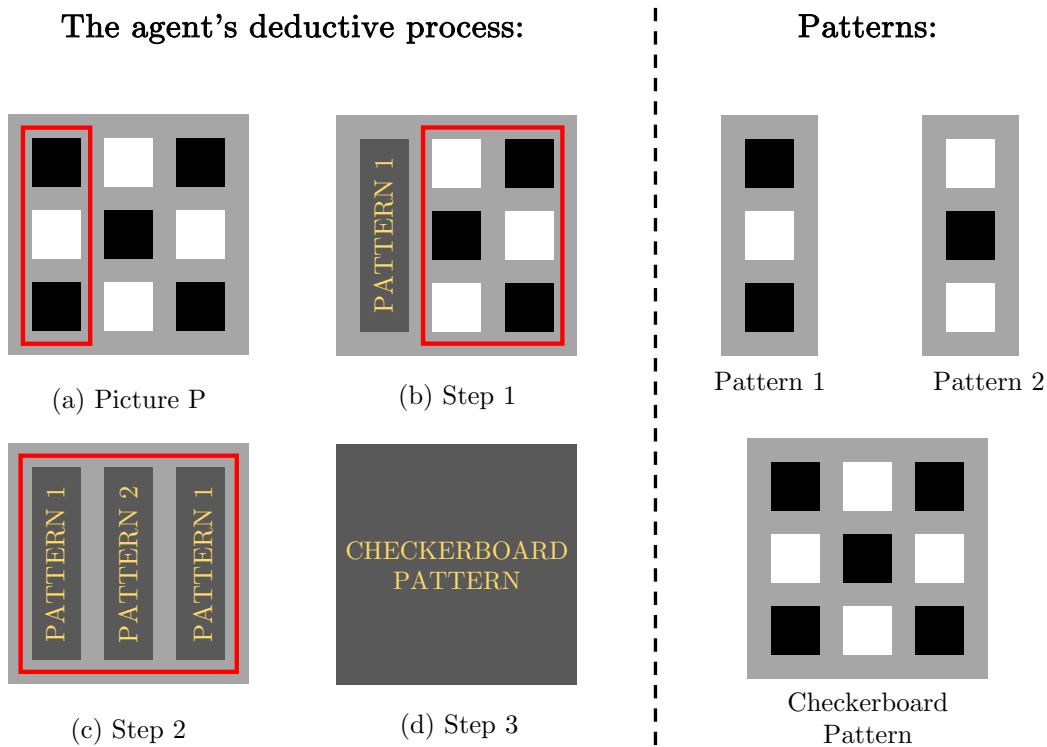 The agent's deductive process:
Patterns:
PATTERN 1
(a) Picture P
(b) Step 1
Pattern 1
Pattern 2
PATTERN 1
PATTERN 2
PATTERN 1
CHECKERBOARD
PATTERN
(c) Step 2
(d) Step 3
Checkerboard
Pattern